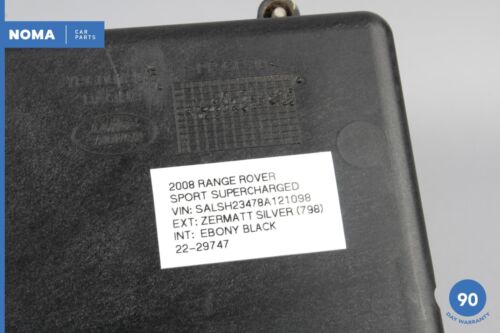 NOMA
CAR
PARTS
2008 RANGE ROVER
SPORT SUPERCHARGED
VIN: SALSH23478A121098
EXT: ZERMATT SILVER (798)
INT: EBONY BLACK
22-29747
90
DAY WARRANTY